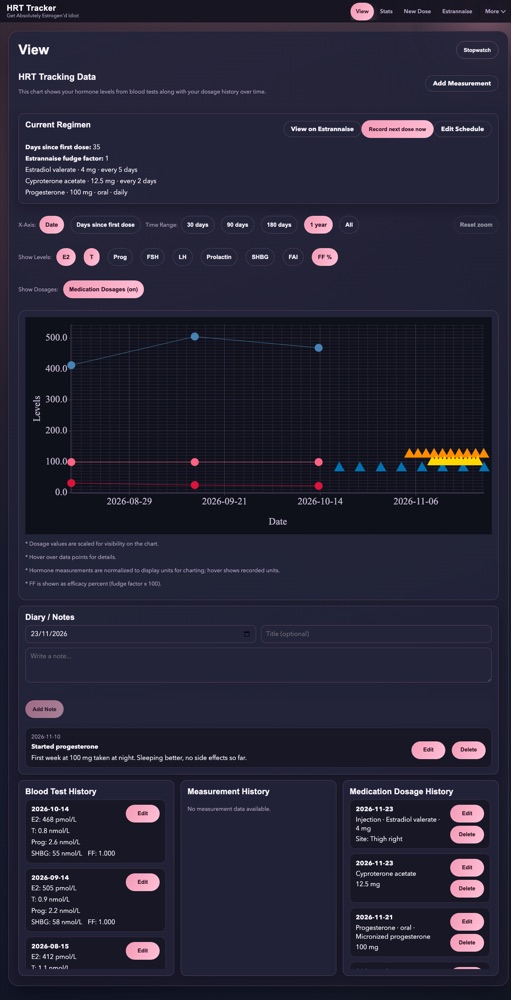 HRT Tracker
Get Absolutely Estrogen'd Idiot
View
Stats
New Dose
Estrannaise
More
View
Stopwatch
HRT Tracking Data
Add Measurement
This chart shows your hormone levels from blood tests along with your dosage history over time.
Current Regimen
View on Estrannaise
Record next dose now
Edit Schedule
Days since first dose: 35
Estrannaise fudge factor: 1
Estradiol valerate · 4 mg · every 5 days
Cyproterone acetate · 12.5 mg · every 2 days
Progesterone · 100 mg · oral · daily
X-Axis:
Date
Days since first dose
Time Range:
30 days
90 days
180 days
1 year
All
Reset zoom
Show Levels:
E2
T
Prog
FSH
LH
Prolactin
SHBG
FAI
FF %
Show Dosages:
Medication Dosages (on)
500.0
400.0
300.0
200.0
100.0
0.0
Levels
2026-08-29
2026-09-21
2026-10-14
2026-11-06
Date
* Dosage values are scaled for visibility on the chart.
* Hover over data points for details.
* Hormone measurements are normalized to display units for charting; hover shows recorded units.
* FF is shown as efficacy percent (fudge factor x 100).
Diary / Notes
23/11/2026
Title (optional)
Write a note...
Add Note
2026-11-10
Started progesterone
First week at 100 mg taken at night. Sleeping better, no side effects so far.
Edit
Delete
Blood Test History
2026-10-14
Edit
E2: 468 pmol/L
T: 0.8 nmol/L
Prog: 2.6 nmol/L
SHBG: 55 nmol/L FF: 1.000
2026-09-14
Edit
E2: 505 pmol/L
T: 0.9 nmol/L
Prog: 2.2 nmol/L
SHBG: 58 nmol/L FF: 1.000
2026-08-15
Edit
E2: 412 pmol/L
T: 1.1 nmol/L
Measurement History
No measurement data available.
Medication Dosage History
2026-11-23
Injection · Estradiol valerate ·
4 mg
Site: Thigh right
Edit
Delete
2026-11-23
Cyproterone acetate
12.5 mg
Edit
Delete
2026-11-21
Progesterone · oral ·
Micronized progesterone
100 mg
Edit
Delete